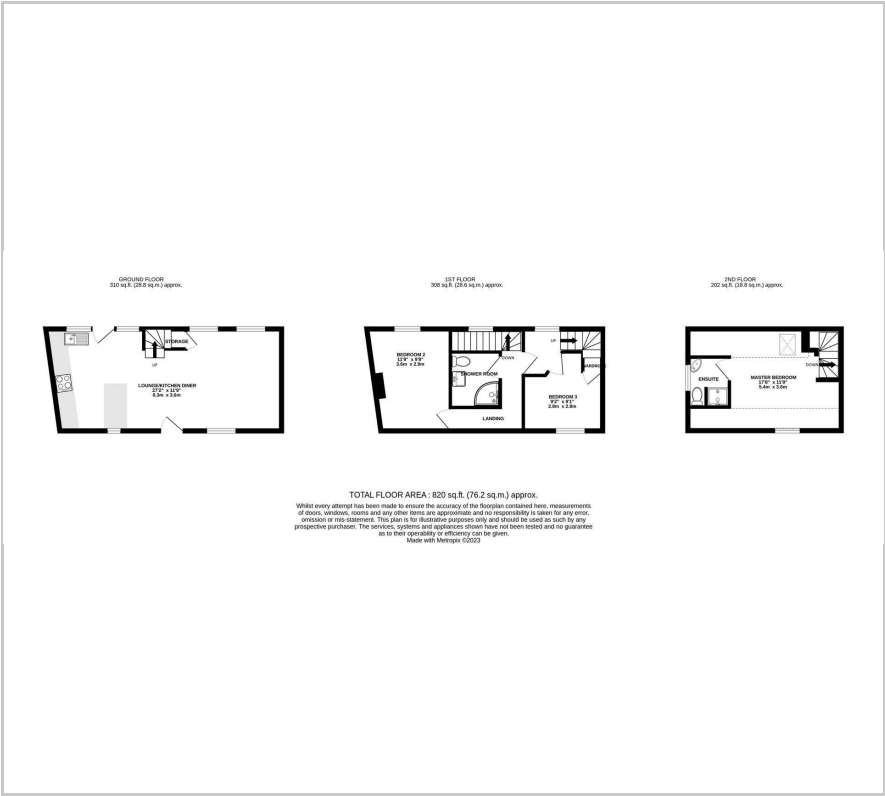 GROUND FLOOR
310 sq.ft. (28.8 sq.m.) approx.
1ST FLOOR
308 sq.ft. (28.6 sq.m.) approx.
2ND FLOOR
202 sq.ft. (18.8 sq.m.) approx.
STORAGE
UP
LOUNGE/KITCHEN DINER
27'2" x 11'9"
8.3m x 3.6m
BEDROOM 2
11'9" x 9'8"
3.6m x 2.9m
SHOWER ROOM
DOWN
UP
WARDROBE
BEDROOM 3
9'2" x 9'1"
2.8m x 2.8m
LANDING
ENSUITE
MASTER BEDROOM
17'8" x 11'9"
5.4m x 3.6m
DOWN
TOTAL FLOOR AREA : 820 sq.ft. (76.2 sq.m.) approx.
Whilst every attempt has been made to ensure the accuracy of the floorplan contained here, measurements
of doors, windows, rooms and any other items are approximate and no responsibility is taken for any error,
omission or mis-statement. This plan is for illustrative purposes only and should be used as such by any
prospective purchaser. The services, systems and appliances shown have not been tested and no guarantee
as to their operability or efficiency can be given.
Made with Metropix ©2023